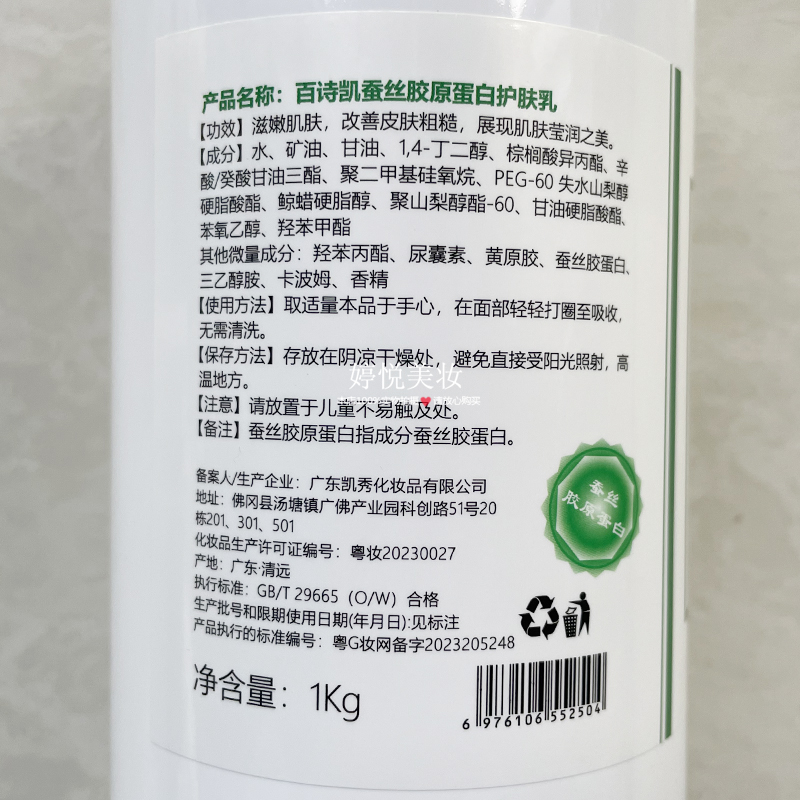 产品名称：百诗凯蚕丝胶原蛋白护肤乳
【功效】滋嫩肌肤，改善皮肤粗糙，展现肌肤莹润之美。
【成分】水、矿油、甘油、1,4-丁二醇、棕榈酸异丙酯、辛
酸/癸酸甘油三酯、聚二甲基硅氧烷、PEG-60 失水山梨醇
硬脂酸酯、鲸蜡硬脂醇、聚山梨醇酯-60、甘油硬脂酸酯、
苯氧乙醇、羟苯甲酯
其他微量成分：羟苯丙酯、尿囊素、黄原胶、蚕丝胶蛋白、
三乙醇胺、卡波姆、香精
【使用方法】取适量本品于手心，在面部轻轻打圈至吸收，
无需清洗。
【保存方法】存放在阴凉干燥处，避免直接受阳光照射，高
温地方。
婷悦美妆
放心购买
【注意】请放置于儿童不易触及处。
【备注】蚕丝胶原蛋白指成分蚕丝胶蛋白。
备案人/生产企业：广东凯秀化妆品有限公司
地址：佛冈县汤塘镇广佛产业园科创路51号20
栋201、301、501
化妆品生产许可证编号：粤妆20230027
产地：广东·清远
执行标准：GB/T 29665（O/W）合格
生产批号和限期使用日期(年月日):见标注
产品执行的标准编号：粤G妆网备字2023205248
蚕丝
胶原蛋白
净含量：1Kg
6 976106 552504